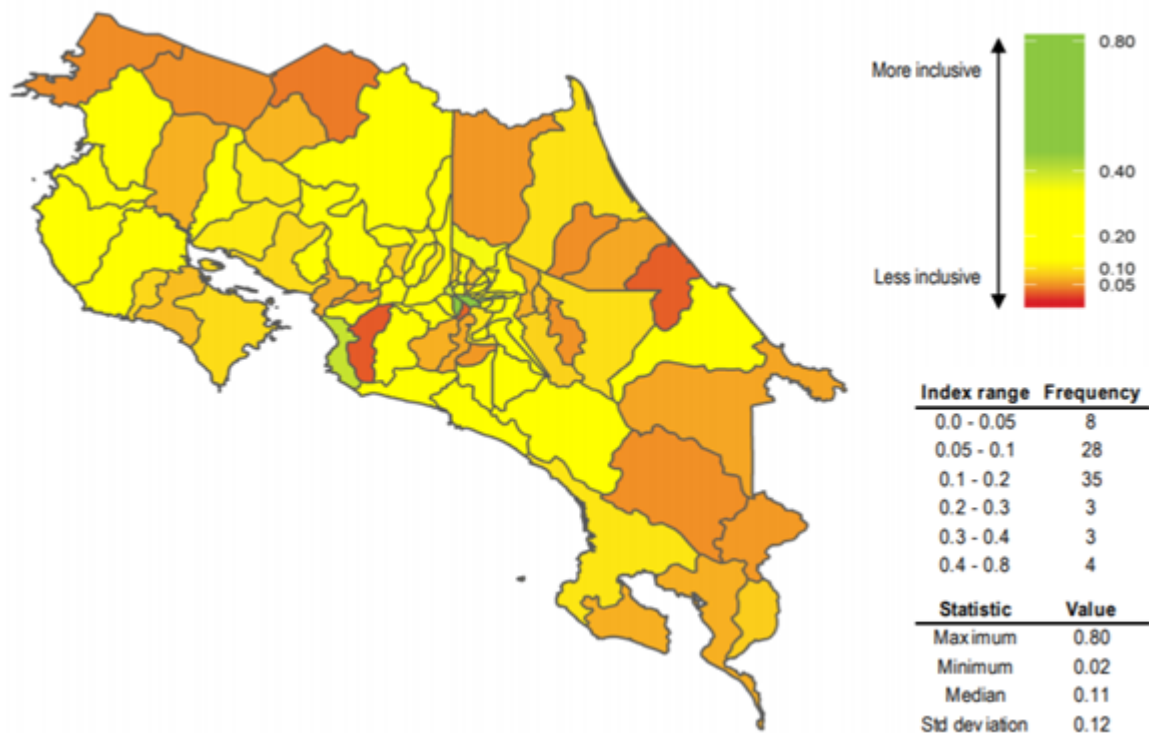 More inclusive
Less inclusive
0.80
0.40
0.20
0.10
0.05
Index range Frequency
0.0 - 0.05 8
0.05 - 0.1 28
0.1 - 0.2 35
0.2 - 0.3 3
0.3 - 0.4 3
0.4 - 0.8 4
Statistic Value
Maximum 0.80
Minimum 0.02
Median 0.11
Std deviation 0.12